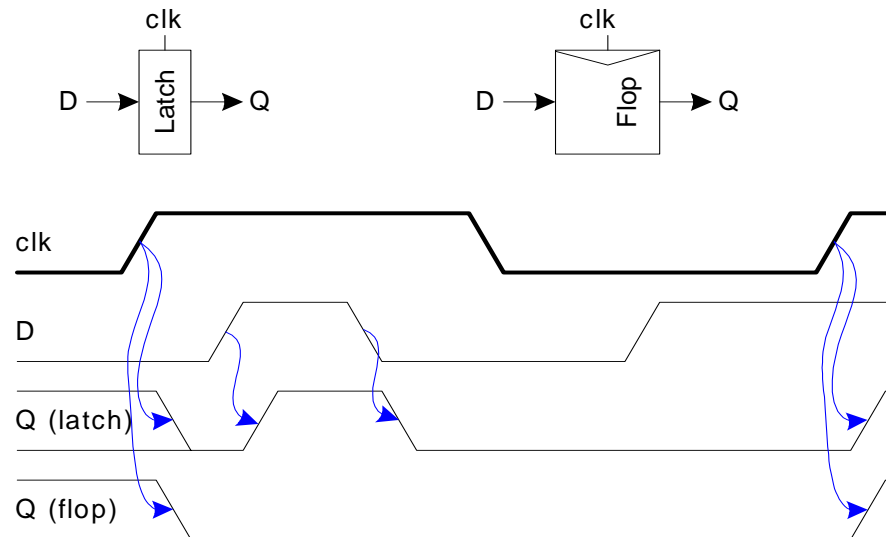 clk
clk
D
Latch
Q
D
Flop
Q
clk
D
Q (latch)
Q (flop)